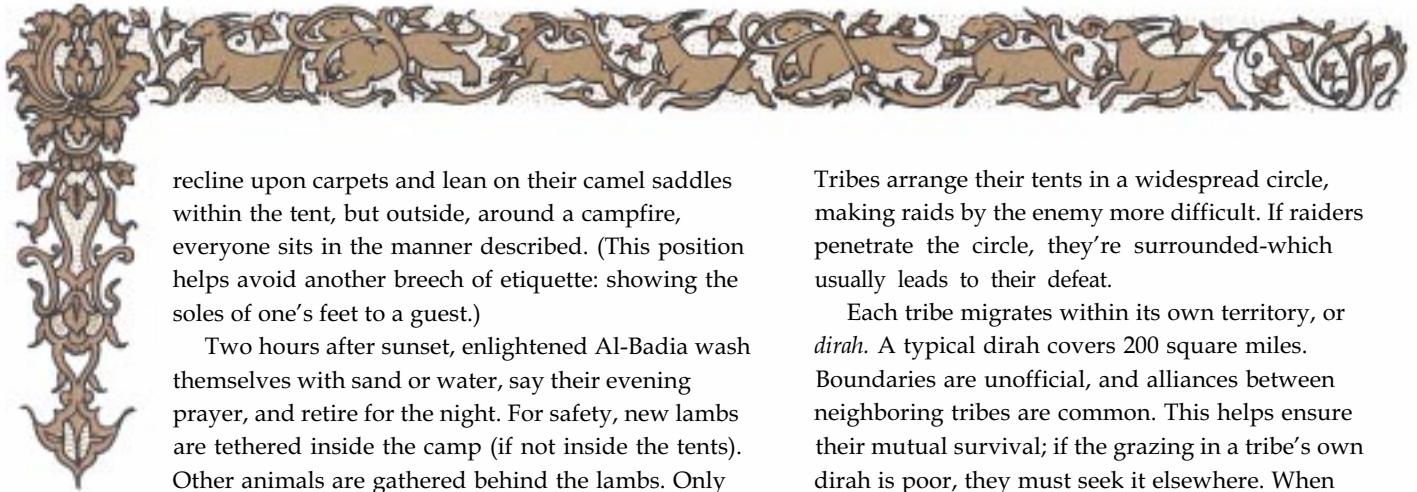 recline upon carpets and lean on their camel saddles
within the tent, but outside, around a campfire,
everyone sits in the manner described. (This position
helps avoid another breech of etiquette: showing the
soles of one’s feet to a guest.)
Two hours after sunset, enlightened Al-Badia wash
themselves with sand or water, say their evening
prayer, and retire for the night. For safety, new lambs
are tethered inside the camp (if not inside the tents).
Other animals are gathered behind the lambs. Only
Tribes arrange their tents in a widespread circle,
making raids by the enemy more difficult. If raiders
penetrate the circle, they’re surrounded-which
usually leads to their defeat.
Each tribe migrates within its own territory, or
dirah. A typical dirah covers 200 square miles.
Boundaries are unofficial, and alliances between
neighboring tribes are common. This helps ensure
their mutual survival; if the grazing in a tribe’s own
dirah is poor, they must seek it elsewhere. When